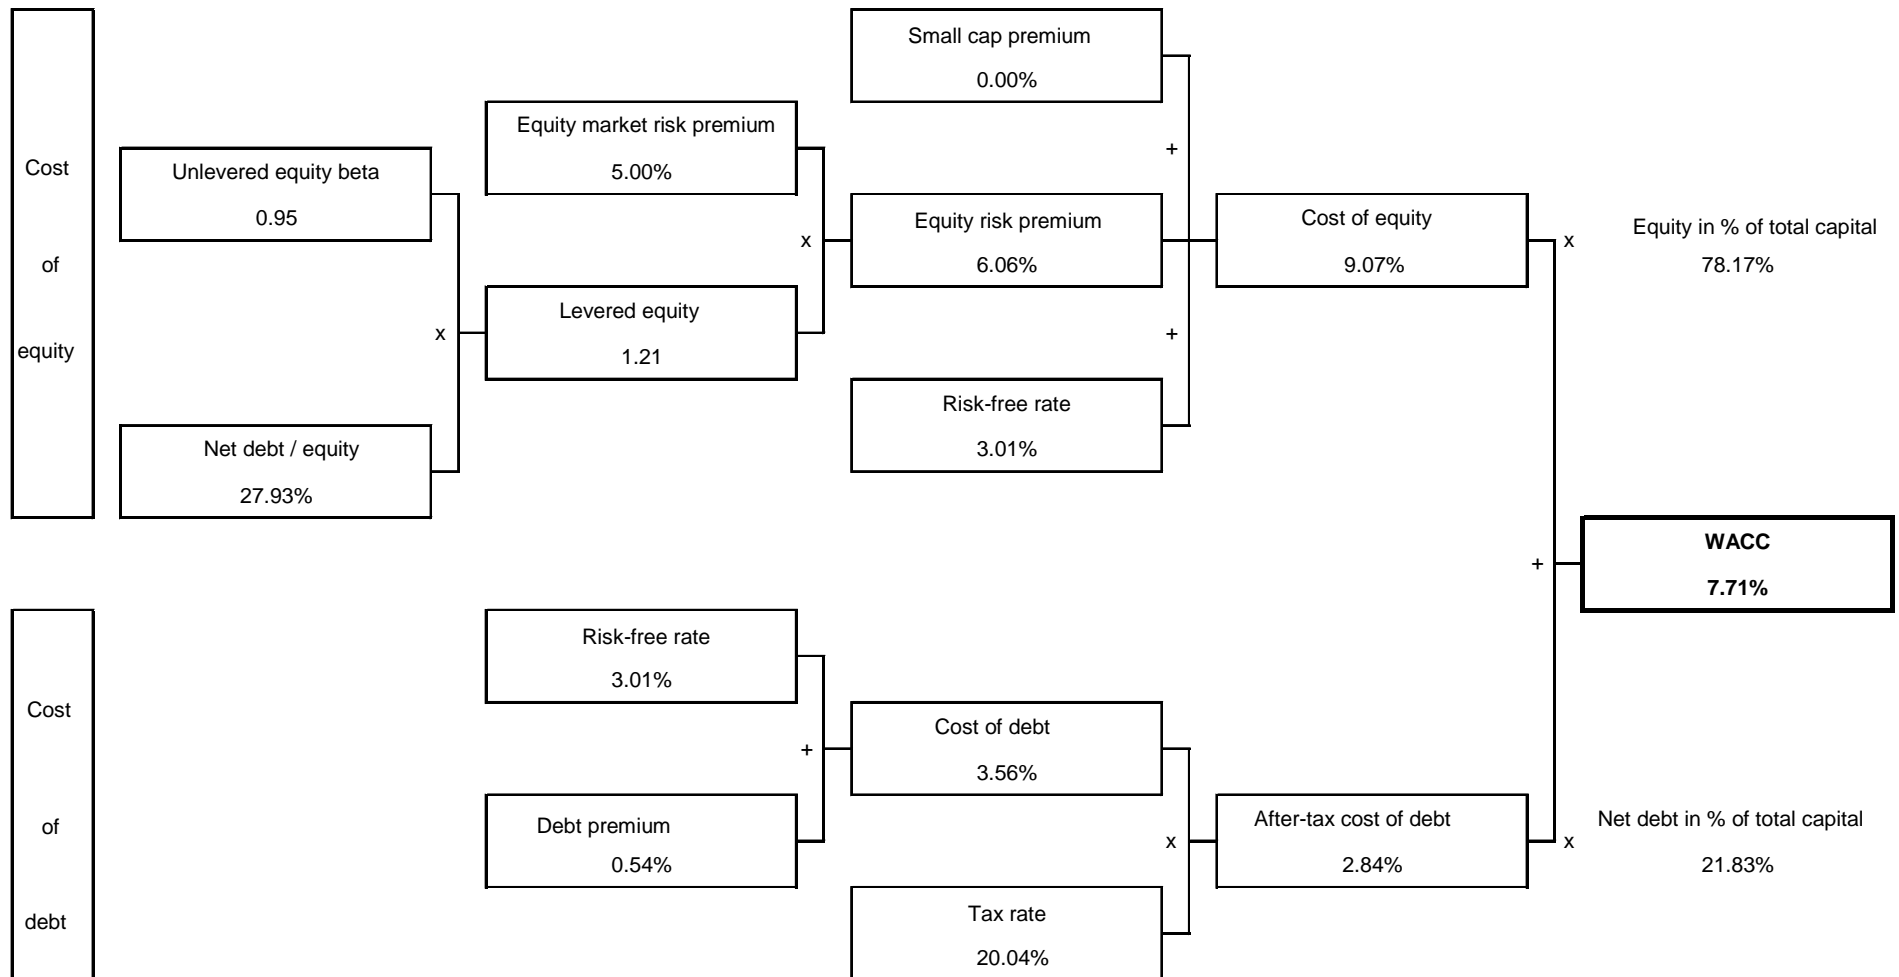 Cost
of
equity
Unlevered equity beta
0.95
x
Net debt / equity
27.93%
Equity market risk premium
5.00%
x
Levered equity
1.21
Small cap premium
0.00%
+
Equity risk premium
6.06%
+
Risk-free rate
3.01%
Cost of equity
9.07%
x
Equity in % of total capital
78.17%
+
WACC
7.71%
Cost
of
debt
Risk-free rate
3.01%
+
Debt premium
0.54%
Cost of debt
3.56%
x
Tax rate
20.04%
After-tax cost of debt
2.84%
x
Net debt in % of total capital
21.83%